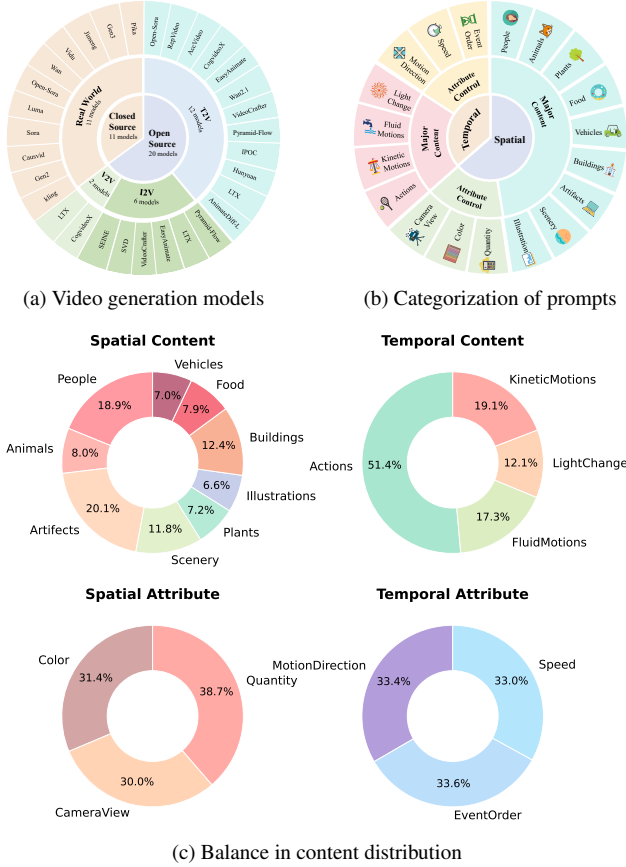 Pika
Gen3
Jimeng
Vidu
Wan
Open-Sora
Luma
Sora
Causvid
Gen2
kling
Real World
11 models
Closed
Source
11 models
Open
Source
20 models
T2V
12 models
Open-Sora
RepVideo
AccVideo
CogvideoX
EasyAnimate
Wan2.1
VideoCrafter
Pyramid-Flow
IPOC
Hunyuan
LTX
AnimateDiff-L
I2V
6 models
Pyramid-Flow
LTX
EasyAnimate
VideoCrafter
SVD
SEINE
V2V
2 models
CogvideoX
LTX
(a) Video generation models
Temporal
Spatial
Attribute
Control
Event
Order
Speed
Motion
Direction
Major
Content
Light
Change
Fluid
Motions
Kinetic
Motions
Actions
Attribute
Control
Camera
View
Color
Quantity
Major
Content
People
Animals
Plants
Food
Vehicles
Buildings
Artifacts
Scenery
Illustration
(b) Categorization of prompts
Spatial Content
Vehicles
7.0%
Food
7.9%
Buildings
12.4%
Illustrations
6.6%
Plants
7.2%
Scenery
11.8%
Artifects
20.1%
Animals
8.0%
People
18.9%
Temporal Content
KineticMotions
19.1%
LightChange
12.1%
FluidMotions
17.3%
Actions
51.4%
Spatial Attribute
Color
31.4%
Quantity
38.7%
CameraView
30.0%
Temporal Attribute
MotionDirection
33.4%
Speed
33.0%
EventOrder
33.6%
(c) Balance in content distribution